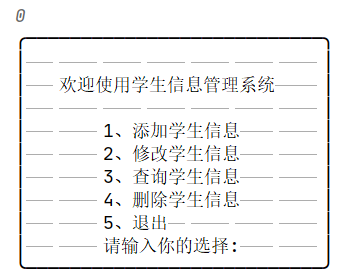 0
欢迎使用学生信息管理系统
1、添加学生信息
2、修改学生信息
3、查询学生信息
4、删除学生信息
5、退出
请输入你的选择: